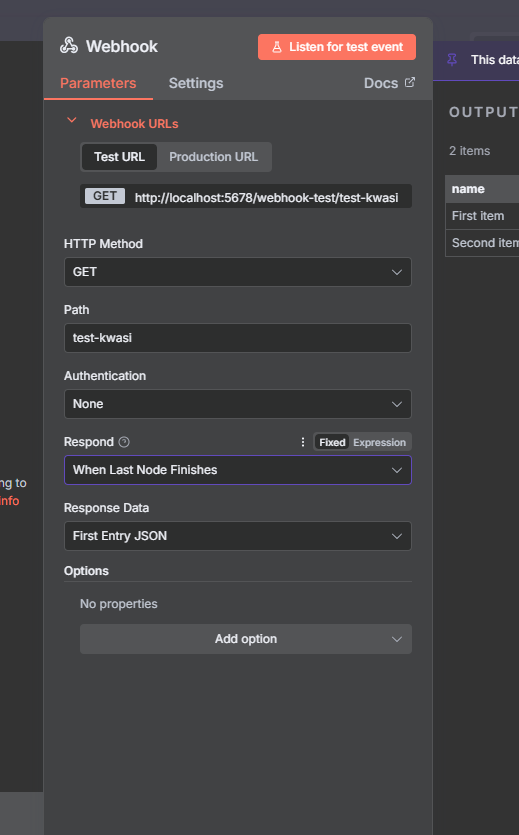 Webhook
Listen for test event
Parameters
Settings
Docs
This data
OUTPUT
2 items
name
First item
Second item
Webhook URLs
Test URL
Production URL
GET
http://localhost:5678/webhook-test/test-kwasi
HTTP Method
GET
Path
test-kwasi
Authentication
None
Respond
Fixed
Expression
When Last Node Finishes
ng to
info
Response Data
First Entry JSON
Options
No properties
Add option